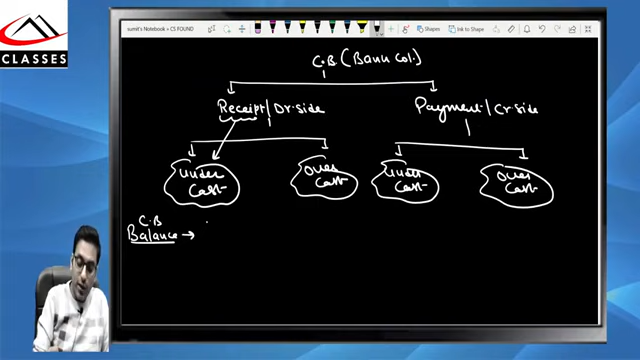 CLASSES
sumit's Notebook » CS FOUND
Shapes
Ink to Shape
C.B (Bank Col.)
Receipt/Dr. side
Payment/Cr. side
Under Cast
Over Cast
Under Cast
Over Cast
C.B
Balance →